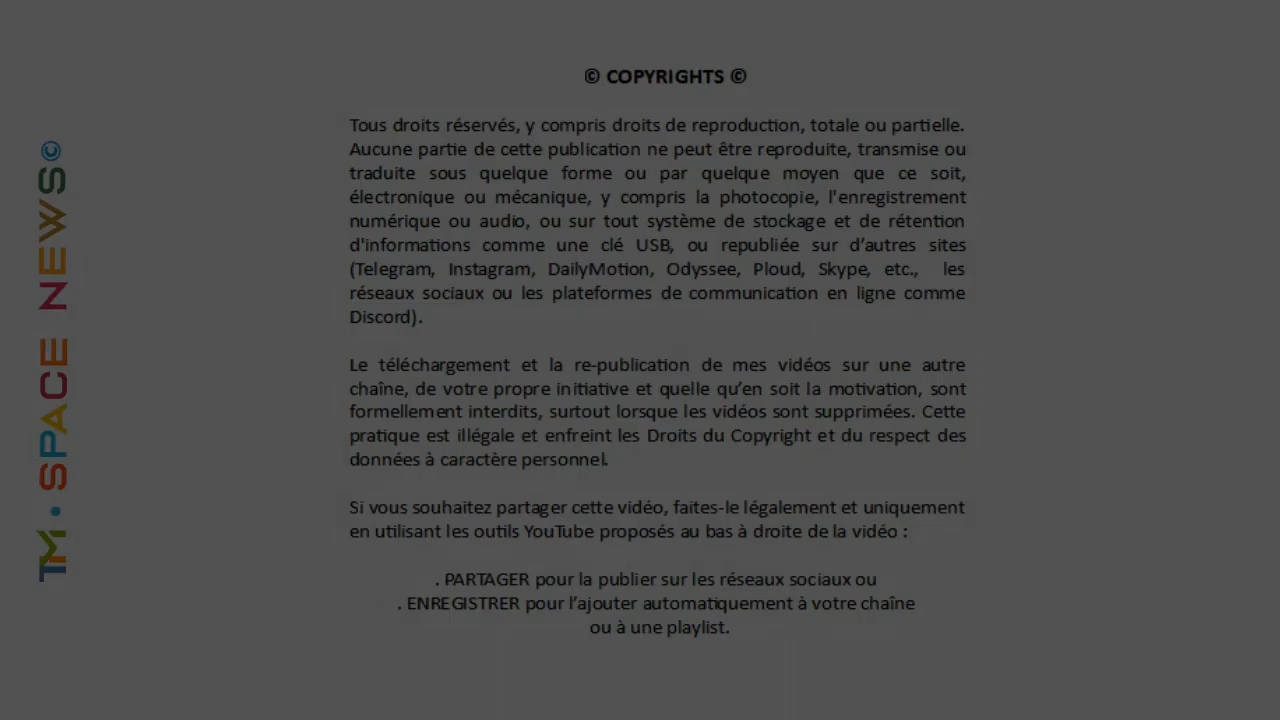 © COPYRIGHTS ©
Tous droits réservés, y compris droits de reproduction, totale ou partielle.
Aucune partie de cette publication ne peut être reproduite, transmise ou
traduite sous quelque forme ou par quelque moyen que ce soit,
électronique ou mécanique, y compris la photocopie, l'enregistrement
numérique ou audio, ou sur tout système de stockage et de rétention
d'informations comme une clé USB, ou republiée sur d’autres sites
(Telegram, Instagram, DailyMotion, Odyssee, Ploud, Skype, etc., les
réseaux sociaux ou les plateformes de communication en ligne comme
Discord).
Le téléchargement et la re-publication de mes vidéos sur une autre
chaîne, de votre propre initiative et quelle qu’en soit la motivation, sont
formellement interdits, surtout lorsque les vidéos sont supprimées. Cette
pratique est illégale et enfreint les Droits du Copyright et du respect des
données à caractère personnel.
Si vous souhaitez partager cette vidéo, faites-le légalement et uniquement
en utilisant les outils YouTube proposés au bas à droite de la vidéo :
. PARTAGER pour la publier sur les réseaux sociaux ou
. ENREGISTRER pour l’ajouter automatiquement à votre chaîne
ou à une playlist.
TM • SPACE NEWS©